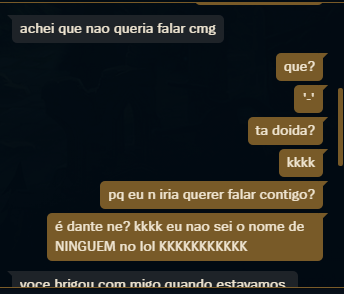 achei que nao queria falar cmg
que?
'-'
ta doida?
kkkk
pq eu n iria querer falar contigo?
é dante ne? kkkk eu nao sei o nome de
NINGUEM no lol KKKKKKKKKKK
voce brigou com migo quando estavamos